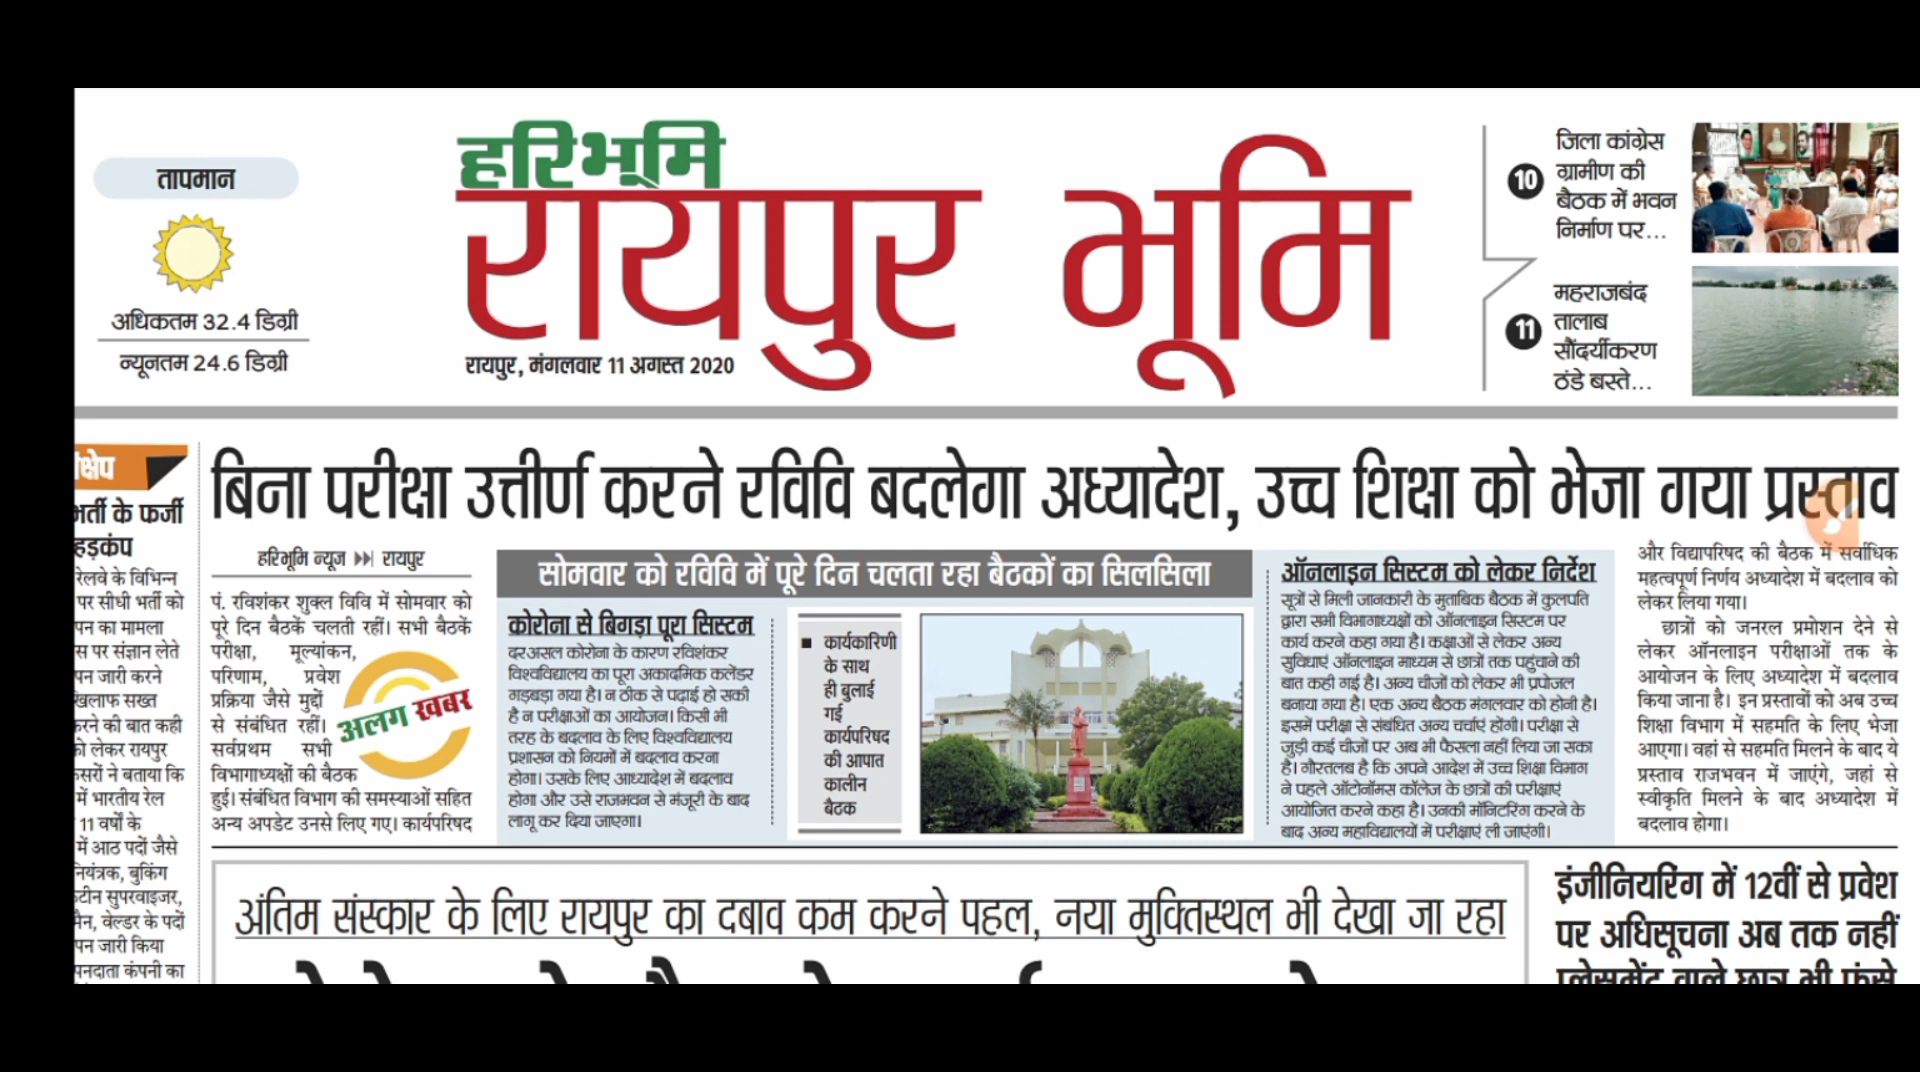 तापमान
अधिकतम 32.4 डिग्री
न्यूनतम 24.6 डिग्री
हरिभूमि
रायपुर भूमि
रायपुर, मंगलवार 11 अगस्त 2020
10
जिला कांग्रेस
ग्रामीण की
बैठक में भवन
निर्माण पर...
11
महराजबंद
तालाब
सौंदर्यीकरण
ठंडे बस्ते...
क्षेप
भर्ती के फर्जी
हड़कंप
रेलवे के विभिन्न
पर सीधी भर्ती को
पन का मामला
स पर संज्ञान लेते
पन जारी करने
खिलाफ सख्त
करने की बात कही
को लेकर रायपुर
सरों ने बताया कि
में भारतीय रेल
11 वर्षों के
में आठ पदों जैसे
नियंत्रक, बुकिंग
टीन सुपरवाइजर,
मैन, वेल्डर के पदों
पन जारी किया
पनदाता कंपनी का
बिना परीक्षा उत्तीर्ण करने रविवि बदलेगा अध्यादेश, उच्च शिक्षा को भेजा गया प्रस्ताव
हरिभूमि न्यूज रायपुर
पं. रविशंकर शुक्ल विवि में सोमवार को
पूरे दिन बैठकें चलती रहीं। सभी बैठकें
परीक्षा, मूल्यांकन,
परिणाम, प्रवेश
प्रक्रिया जैसे मुद्दों
से संबंधित रहीं।
सर्वप्रथम सभी
विभागाध्यक्षों की बैठक
हुई। संबंधित विभाग की समस्याओं सहित
अन्य अपडेट उनसे लिए गए। कार्यपरिषद
अलग खबर
सोमवार को रविवि में पूरे दिन चलता रहा बैठकों का सिलसिला
कोरोना से बिगड़ा पूरा सिस्टम
दरअसल कोरोना के कारण रविशंकर
विश्वविद्यालय का पूरा अकादमिक कलेंडर
गड़बड़ा गया है। न ठीक से पढ़ाई हो सकी
है न परीक्षाओं का आयोजन। किसी भी
तरह के बदलाव के लिए विश्वविद्यालय
प्रशासन को नियमों में बदलाव करना
होगा। उसके लिए आध्यादेश में बदलाव
होगा और उसे राजभवन से मंजूरी के बाद
लागू कर दिया जाएगा।
कार्यकारिणी
के साथ
ही बुलाई
गई
कार्यपरिषद
की आपात
कालीन
बैठक
ऑनलाइन सिस्टम को लेकर निर्देश
सूत्रों से मिली जानकारी के मुताबिक बैठक में कुलपति
द्वारा सभी विभागाध्यक्षों को ऑनलाइन सिस्टम पर
कार्य करने कहा गया है। कक्षाओं से लेकर अन्य
सुविधाएं ऑनलाइन माध्यम से छात्रों तक पहुंचाने की
बात कही गई है। अन्य चीजों को लेकर भी प्रपोजल
बनाया गया है। एक अन्य बैठक मंगलवार को होनी है।
इसमें परीक्षा से संबंधित अन्य चर्चाएं होंगी। परीक्षा से
जुड़ी कई चीजों पर अब भी फैसला नहीं लिया जा सका
है। गौरतलब है कि अपने आदेश में उच्च शिक्षा विभाग
ने पहले ऑटोनॉमस कॉलेज के छात्रों की परीक्षाएं
आयोजित करने कहा है। उनकी मॉनिटरिंग करने के
बाद अन्य महाविद्यालयों में परीक्षाएं ली जाएंगी।
और विद्यापरिषद की बैठक में सर्वाधिक
महत्वपूर्ण निर्णय अध्यादेश में बदलाव को
लेकर लिया गया।
छात्रों को जनरल प्रमोशन देने से
लेकर ऑनलाइन परीक्षाओं तक के
आयोजन के लिए अध्यादेश में बदलाव
किया जाना है। इन प्रस्तावों को अब उच्च
शिक्षा विभाग में सहमति के लिए भेजा
जाएगा। वहां से सहमति मिलने के बाद ये
प्रस्ताव राजभवन में जाएंगे, जहां से
स्वीकृति मिलने के बाद अध्यादेश में
बदलाव होगा।
अंतिम संस्कार के लिए रायपुर का दबाव कम करने पहल, नया मुक्तिस्थल भी देखा जा रहा
इंजीनियरिंग में 12वीं से प्रवेश
पर अधिसूचना अब तक नहीं
प्लेसमेंट वाले छात्र भी फंसे